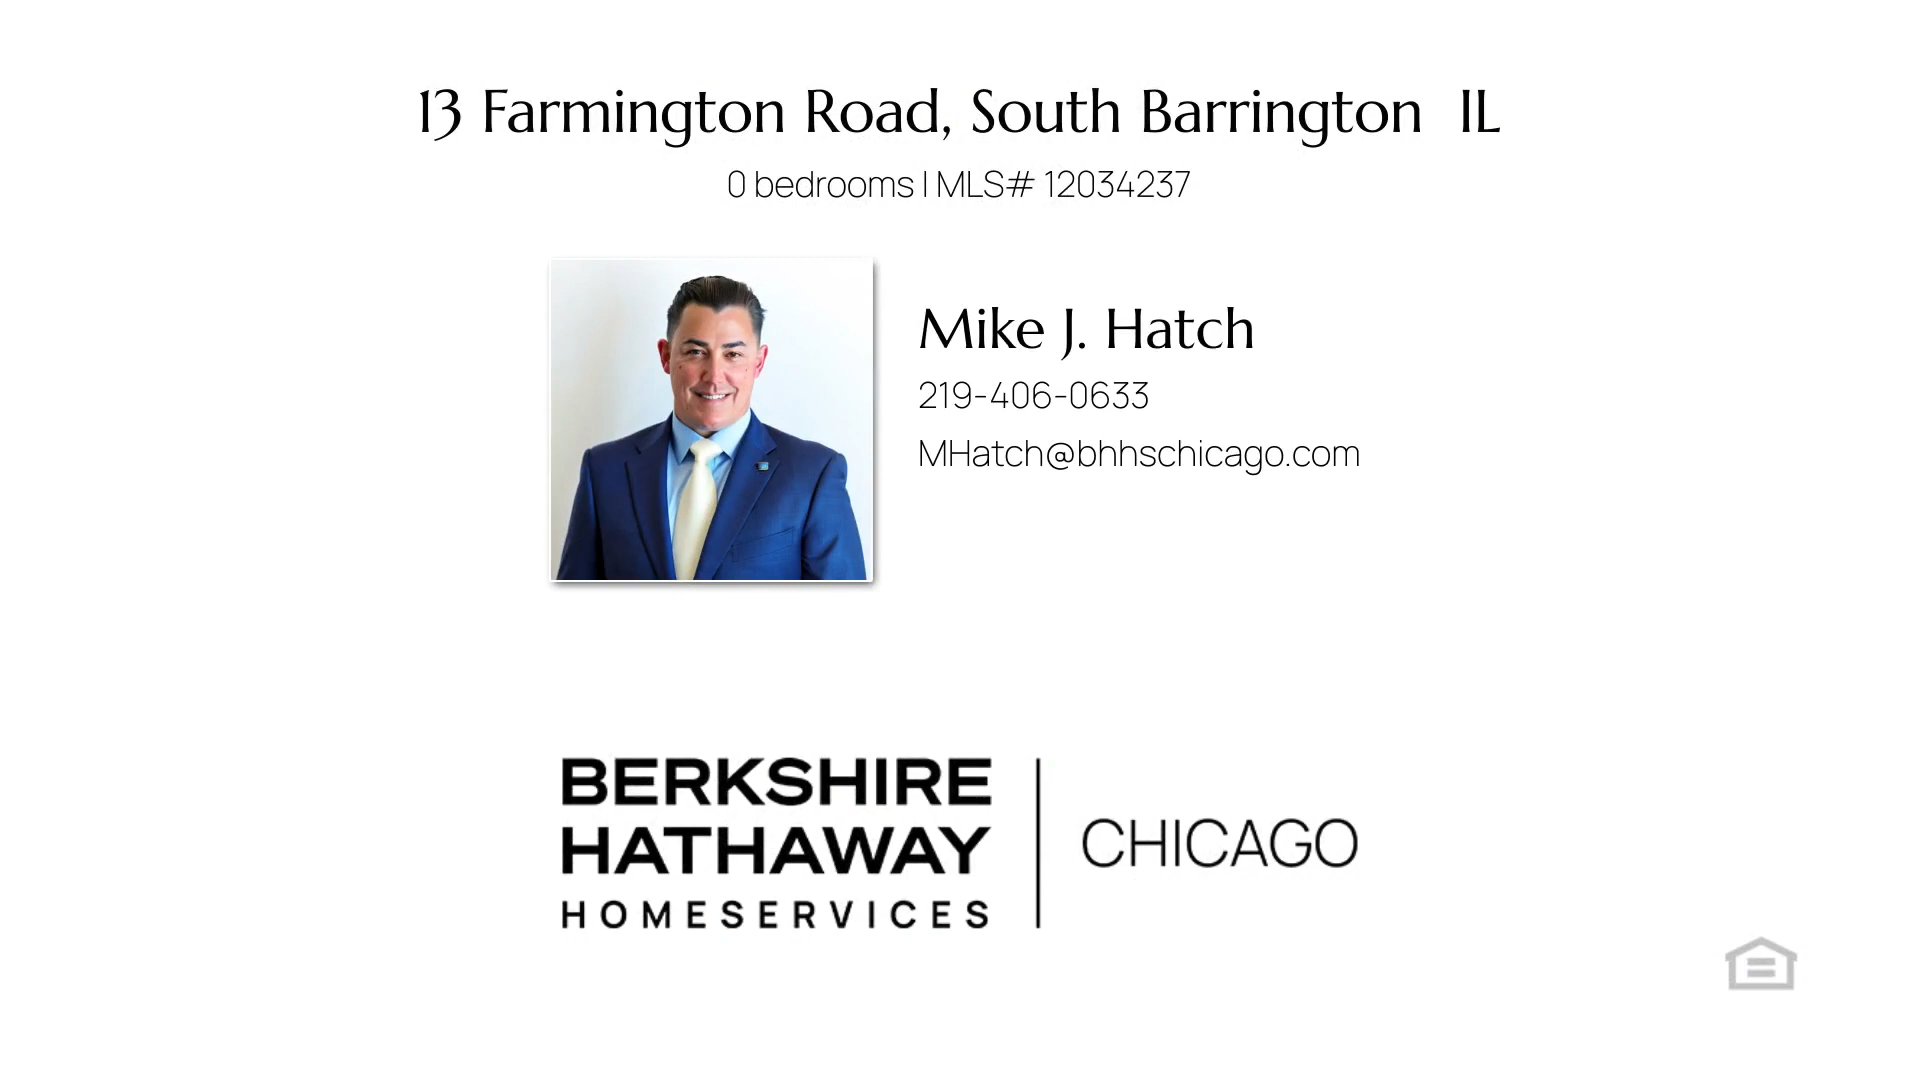 13 Farmington Road, South Barrington  IL
0 bedrooms | MLS# 12034237
Mike J. Hatch
219-406-0633
MHatch@bhhschicago.com
BERKSHIRE
HATHAWAY
HOMESERVICES
CHICAGO